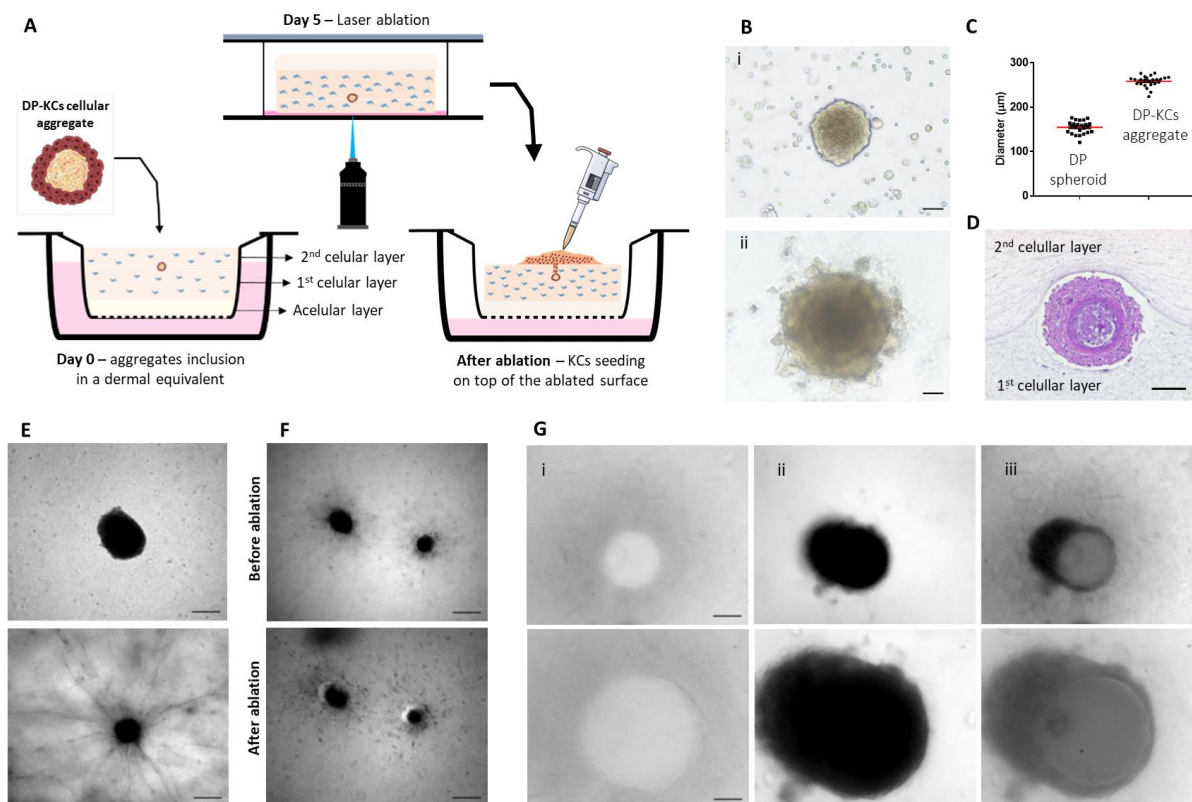 A
Day 5 – Laser ablation
DP-KCs cellular
aggregate
2nd celular layer
1st celular layer
Acelular layer
Day 0 – aggregates inclusion
in a dermal equivalent
After ablation – KCs seeding
on top of the ablated surface
B
i
ii
C
300
200
100
0
Diameter (µm)
DP
spheroid
DP-KCs
aggregate
D
2nd celullar layer
1st celullar layer
E
F
Before ablation
After ablation
G
i
ii
iii